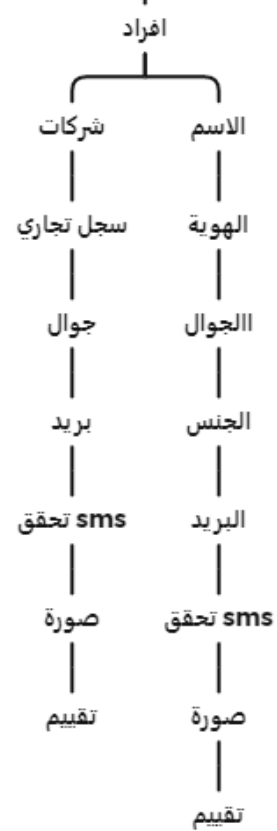 افراد
الاسم
شركات
الهوية
سجل تجاري
االجوال
جوال
الجنس
بريد
البريد
sms تحقق
sms تحقق
صورة
صورة
تقييم
تقييم